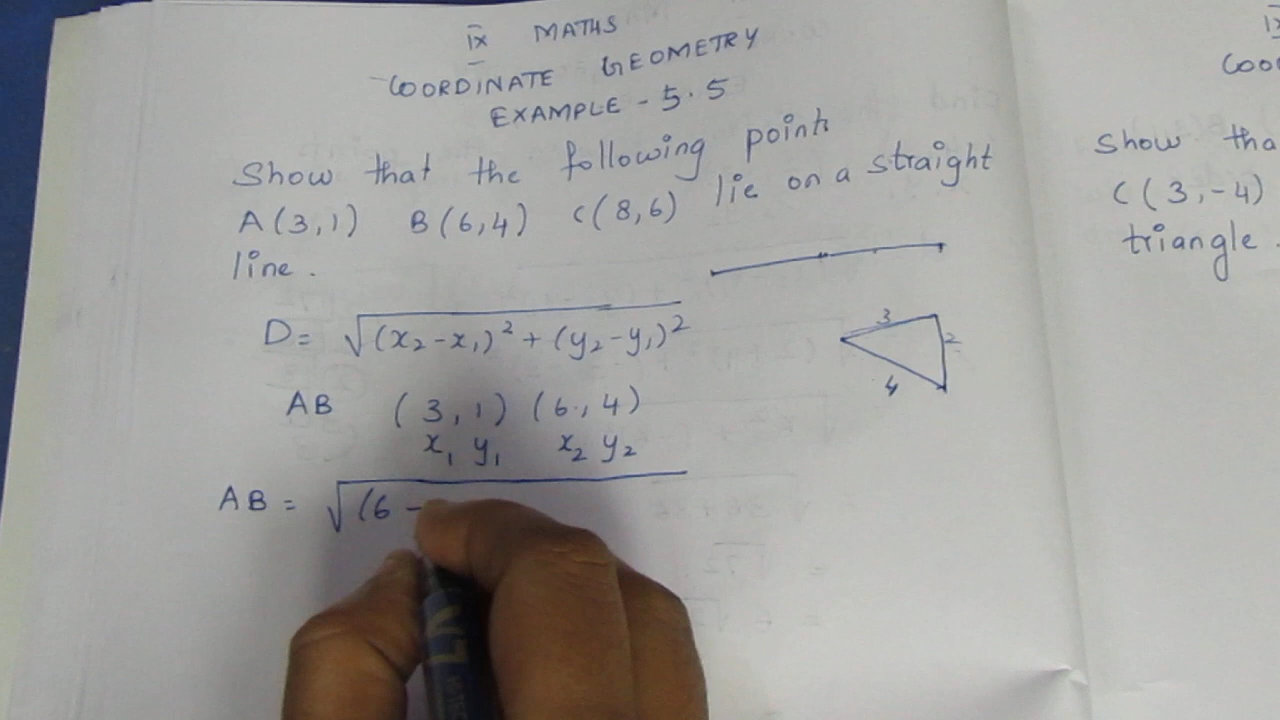 IX MATHS
COORDINATE GEOMETRY
EXAMPLE - 5.5
Show that the following points
A(3,1) B(6,4) C(8,6) lie on a straight
line.
D = √(x₂-x₁)² + (y₂-y₁)²
3
2
4
AB (3,1) (6,4)
x₁ y₁ x₂ y₂
AB = √(6 -
IX
Show
C(3,-4)
triangle.